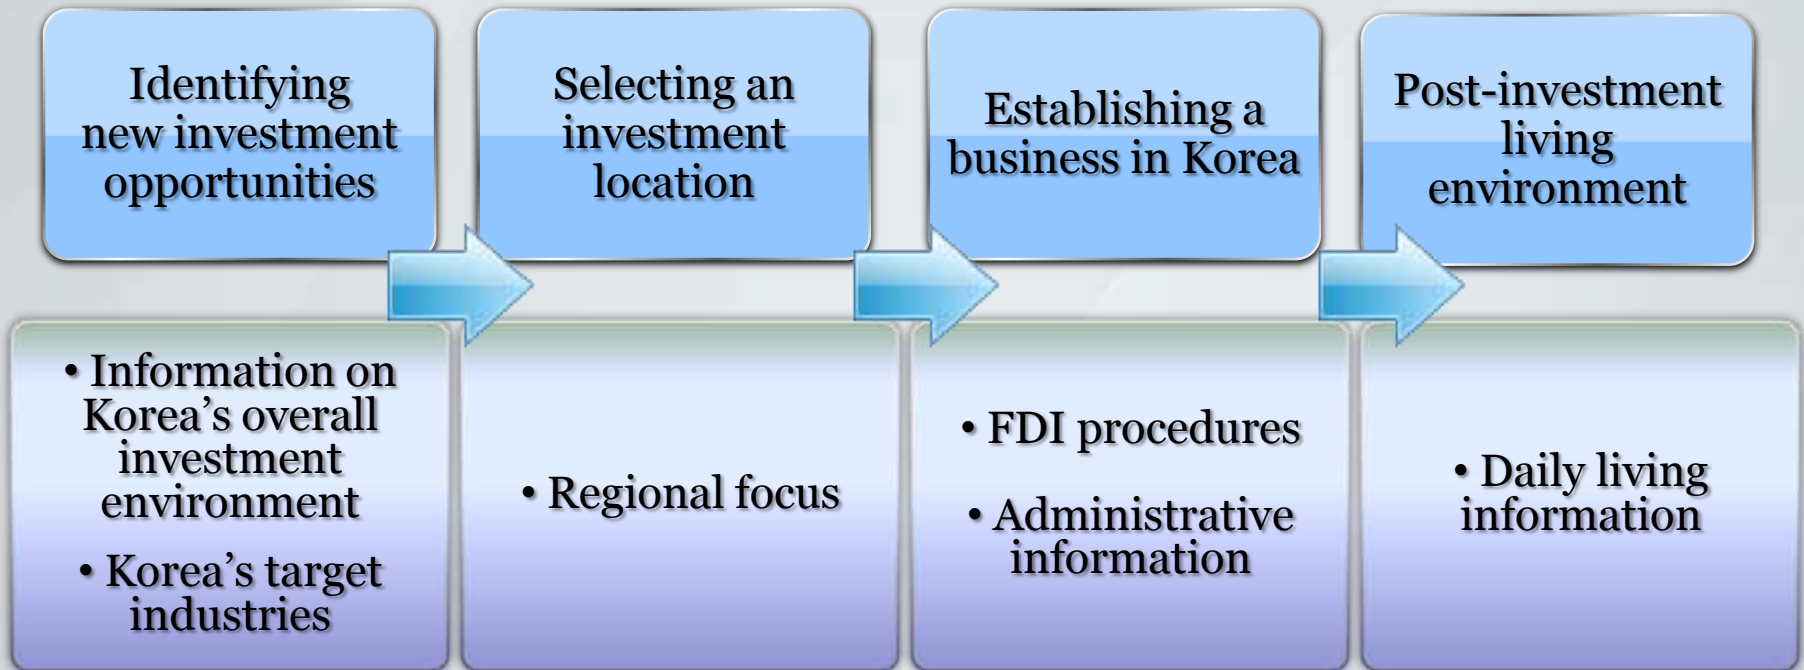 Identifying
new investment
opportunities
Selecting an
investment
location
Establishing a
business in Korea
Post-investment
living
environment
• Information on
Korea’s overall
investment
environment
• Korea’s target
industries
• Regional focus
• FDI procedures
• Administrative
information
• Daily living
information